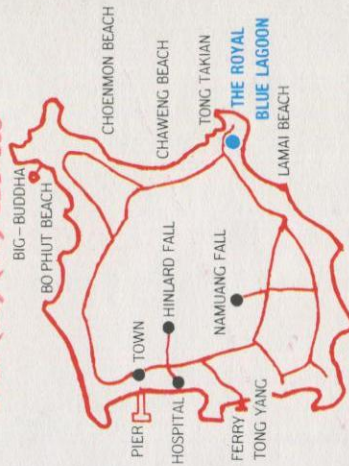 BIG-BUDDHA
BO PHUT BEACH
CHOENMON BEACH
CHAWENG BEACH
TONG TAKIAN
THE ROYAL
BLUE LAGOON
LAMAI BEACH
PIER
TOWN
HINLARD FALL
HOSPITAL
NAMUANG FALL
FERRY
TONG YANG